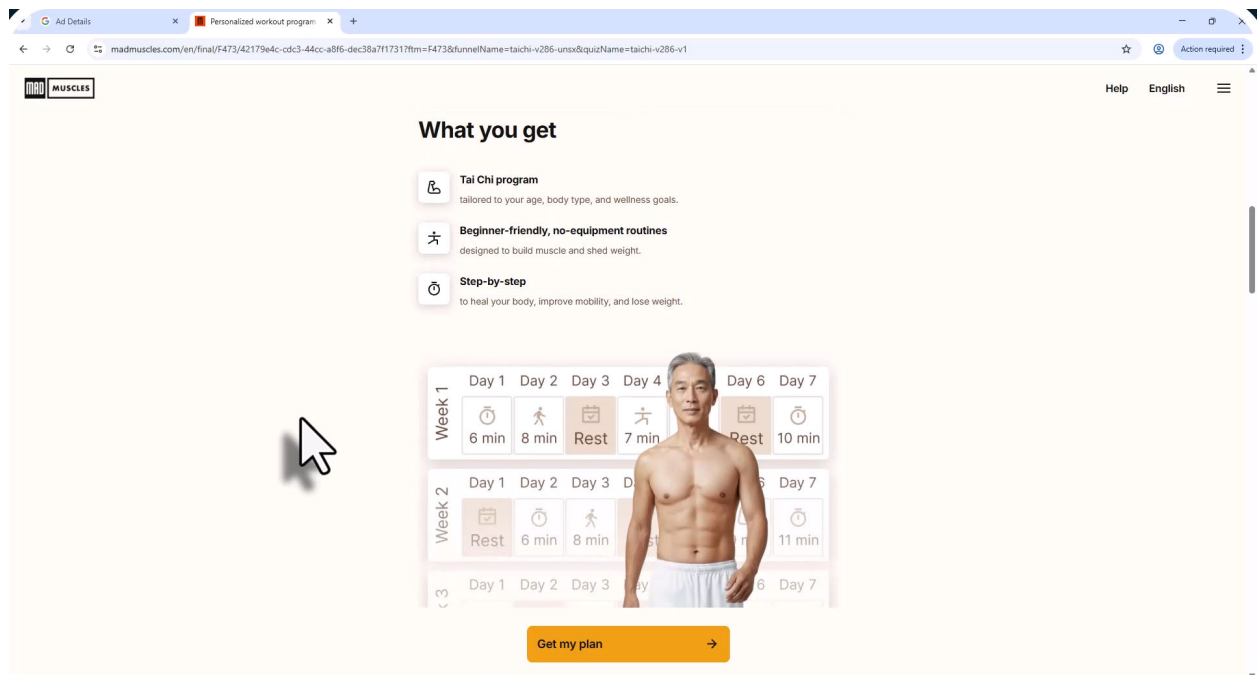 Ad Details
Personalized workout program
madmuscles.com/en/final/F473/42179e4c-cdc3-44cc-a8f6-dec38a7f1731?ftm=F473&funnelName=taichi-v286-unsx&quizName=taichi-v286-v1
Action required
MAD MUSCLES
Help English
What you get
Tai Chi program
tailored to your age, body type, and wellness goals.
Beginner-friendly, no-equipment routines
designed to build muscle and shed weight.
Step-by-step
to heal your body, improve mobility, and lose weight.
Week 1
Day 1 Day 2 Day 3 Day 4 Day 6 Day 7
6 min 8 min Rest 7 min Rest 10 min
Week 2
Day 1 Day 2 Day 3 Day 7
Rest 6 min 8 min 11 min
3
Day 1 Day 2 Day 3 6 Day 7
Get my plan